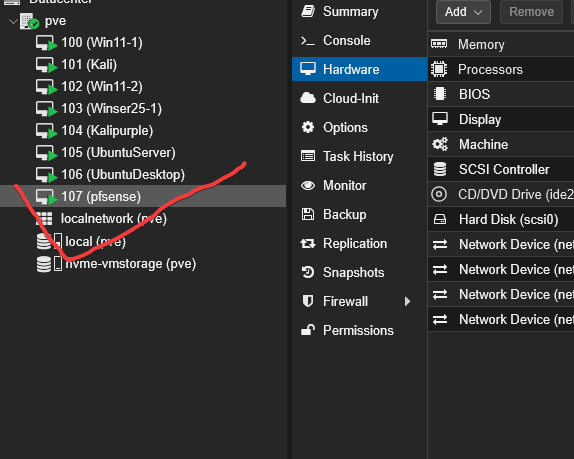 Datacenter
pve
100 (Win11-1)
101 (Kali)
102 (Win11-2)
103 (Winser25-1)
104 (Kalipurple)
105 (UbuntuServer)
106 (UbuntuDesktop)
107 (pfsense)
localnetwork (pve)
local (pve)
nvme-vmstorage (pve)
Summary
Console
Hardware
Cloud-Init
Options
Task History
Monitor
Backup
Replication
Snapshots
Firewall
Permissions
Add
Remove
Memory
Processors
BIOS
Display
Machine
SCSI Controller
CD/DVD Drive (ide2
Hard Disk (scsi0)
Network Device (net
Network Device (net
Network Device (net
Network Device (net